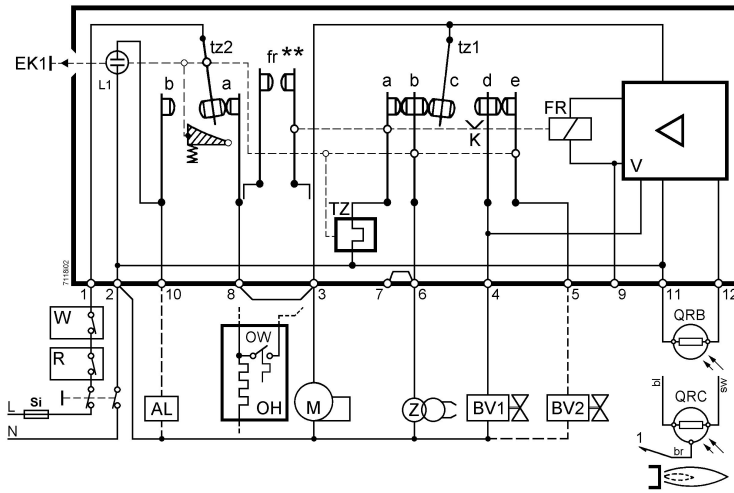 tz2
fr **
tz1
EK1
L1
b
a
a
b
c
d
e
FR
K
V
TZ
711802
1
2
10
8
3
7
6
4
5
9
11
12
W
R
OW
OH
QRB
bl
sw
QRC
L
Si
AL
M
Z
BV1
BV2
N
1
br